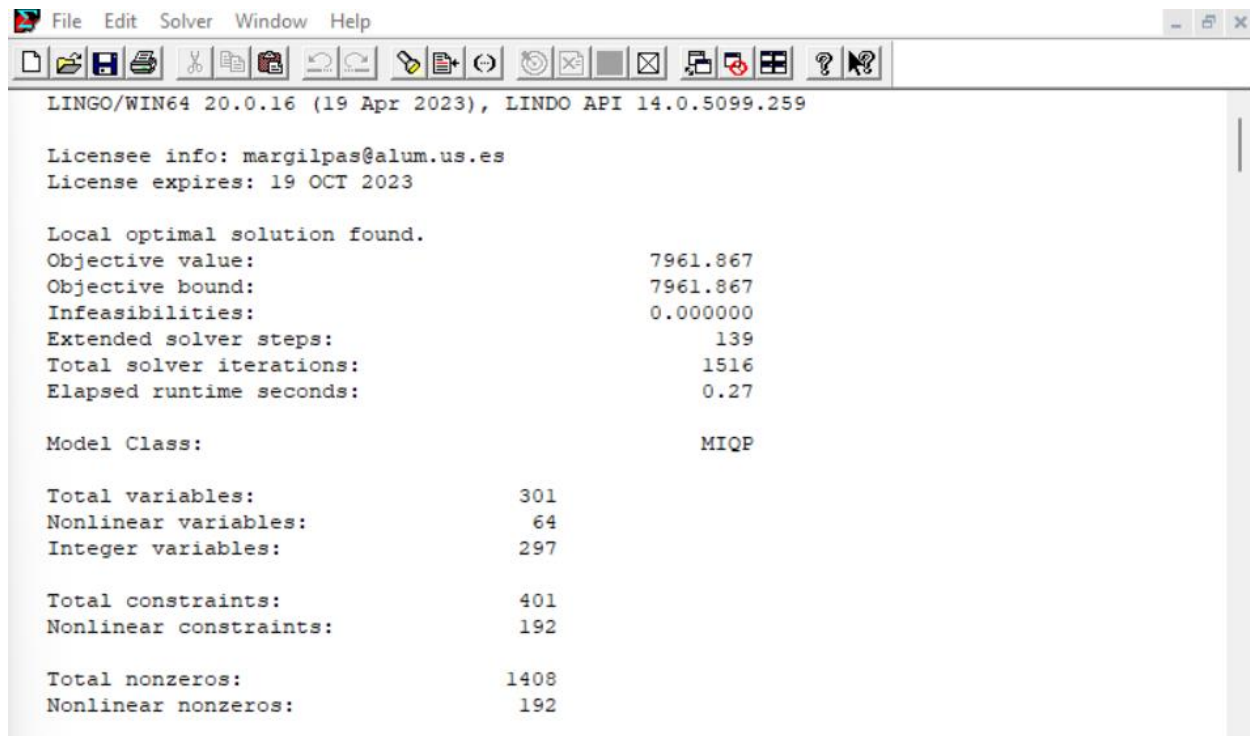 File Edit Solver Window Help
LINGO/WIN64 20.0.16 (19 Apr 2023), LINDO API 14.0.5099.259
Licensee info: margilpas@alum.us.es
License expires: 19 OCT 2023
Local optimal solution found.
Objective value: 7961.867
Objective bound: 7961.867
Infeasibilities: 0.000000
Extended solver steps: 139
Total solver iterations: 1516
Elapsed runtime seconds: 0.27
Model Class: MIQP
Total variables: 301
Nonlinear variables: 64
Integer variables: 297
Total constraints: 401
Nonlinear constraints: 192
Total nonzeros: 1408
Nonlinear nonzeros: 192